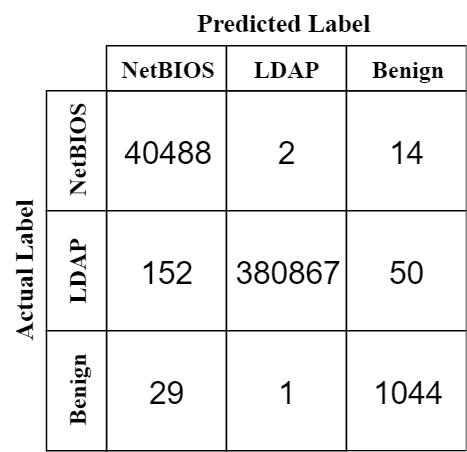 Predicted Label
NetBIOS LDAP Benign
Actual Label
NetBIOS 40488 2 14
LDAP 152 380867 50
Benign 29 1 1044